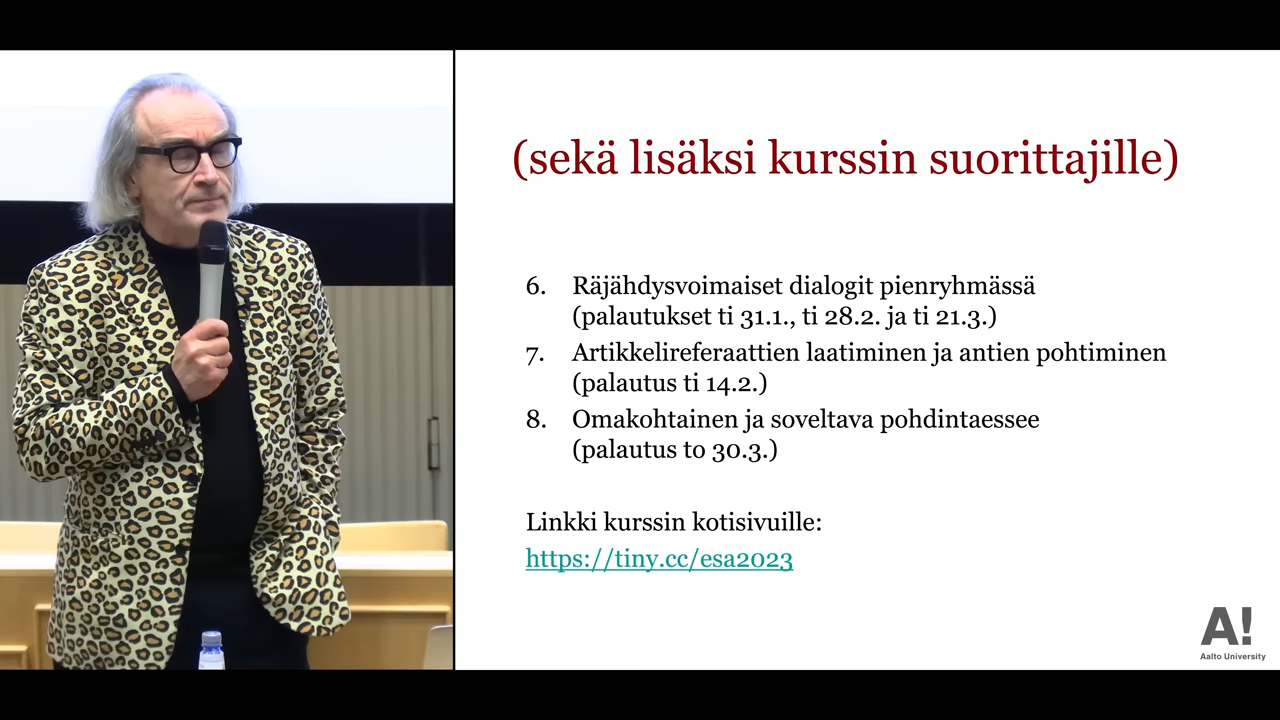 (sekä lisäksi kurssin suorittajille)
6. Räjähdysvoimaiset dialogit pienryhmässä
(palautukset ti 31.1., ti 28.2. ja ti 21.3.)
7. Artikkelireferaattien laatiminen ja antien pohtiminen
(palautus ti 14.2.)
8. Omakohtainen ja soveltava pohdintaessee
(palautus to 30.3.)
Linkki kurssin kotisivuille:
https://tiny.cc/esa2023
A!
Aalto University